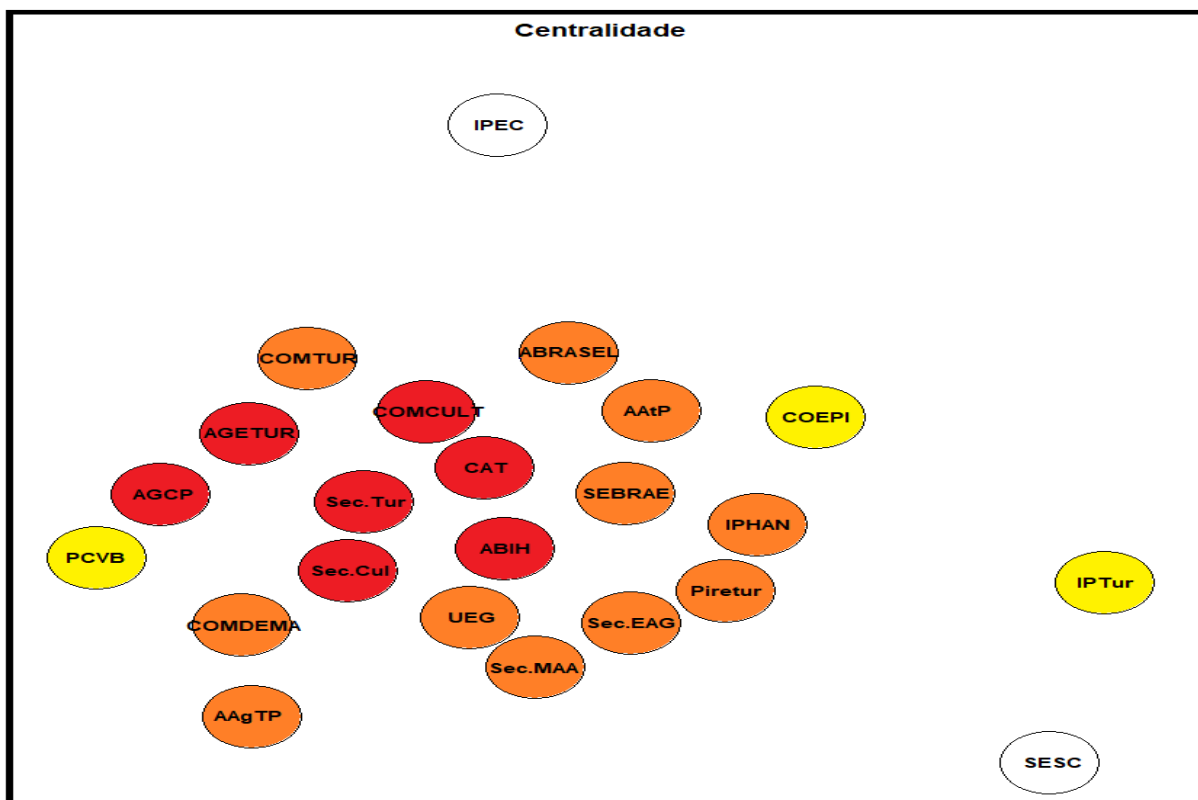 Centralidade
IPEC
COMTUR
ABRASEL
COMCULT
AAtP
COEPI
AGETUR
CAT
AGCP
Sec.Tur
SEBRAE
IPHAN
PCVB
Sec.Cul
ABIH
IPTur
Piretur
COMDEMA
UEG
Sec.EAG
Sec.MAA
AAgTP
SESC